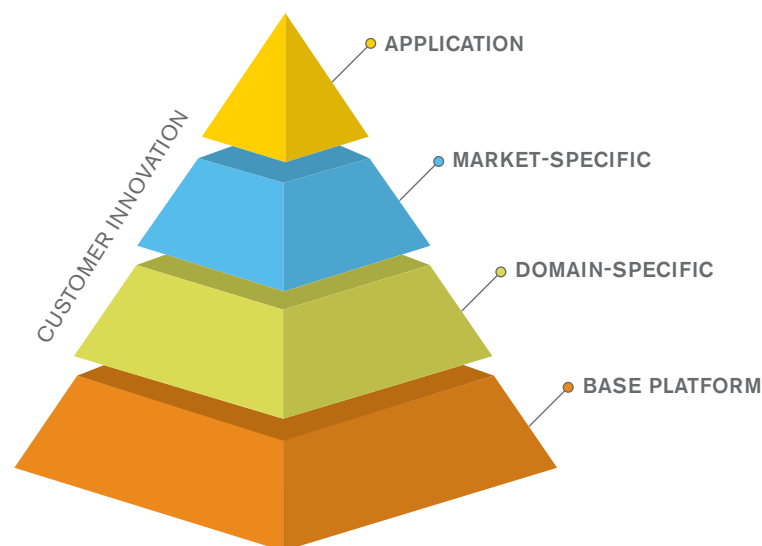 APPLICATION
MARKET-SPECIFIC
CUSTOMER INNOVATION
DOMAIN-SPECIFIC
BASE PLATFORM